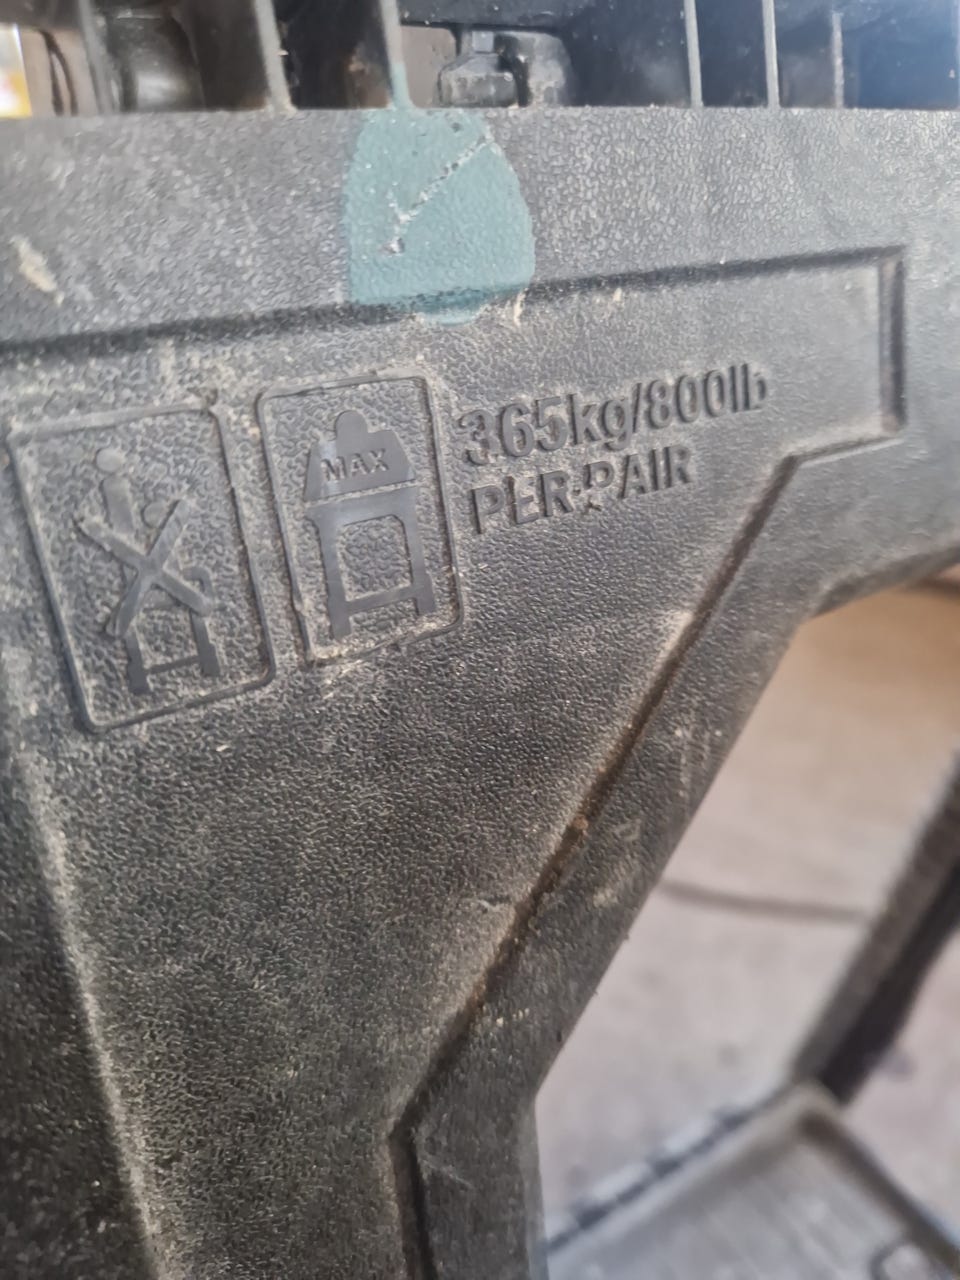 MAX
365kg/800lb
PER PAIR